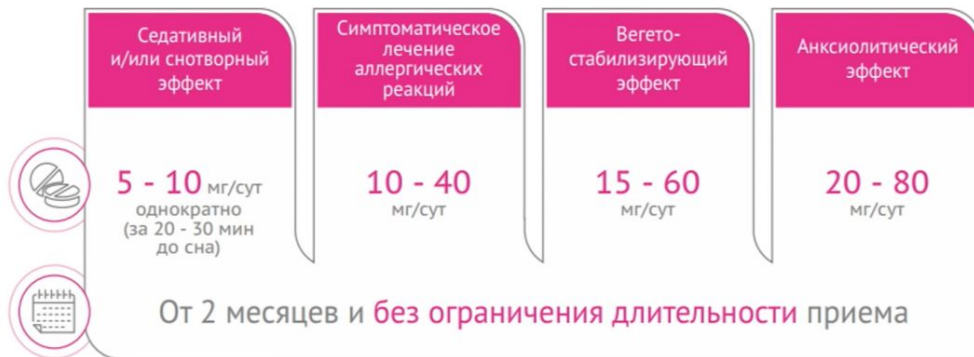 Седативный
и/или снотворный
эффект
Симптоматическое
лечение
аллергических
реакций
Вегето-
стабилизирующий
эффект
Анксиолитический
эффект
5 - 10 мг/сут
однократно
(за 20 - 30 мин
до сна)
10 - 40
мг/сут
15 - 60
мг/сут
20 - 80
мг/сут
От 2 месяцев и без ограничения длительности приема